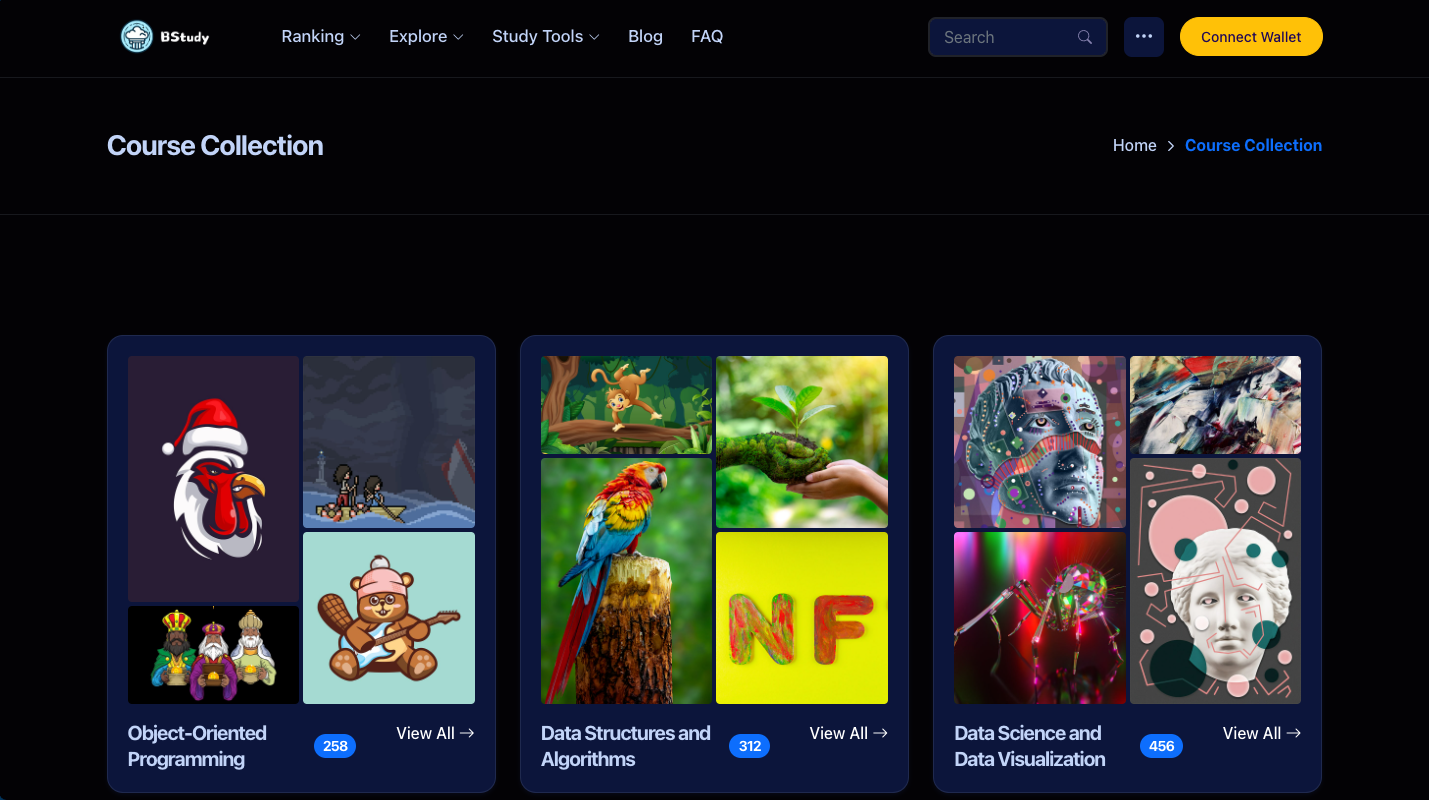 BStudy
Ranking
Explore
Study Tools
Blog
FAQ
Search
Connect Wallet
Course Collection
Home
Course Collection
NF
Object-Oriented
Programming
258
View All
Data Structures and
Algorithms
312
View All
Data Science and
Data Visualization
456
View All